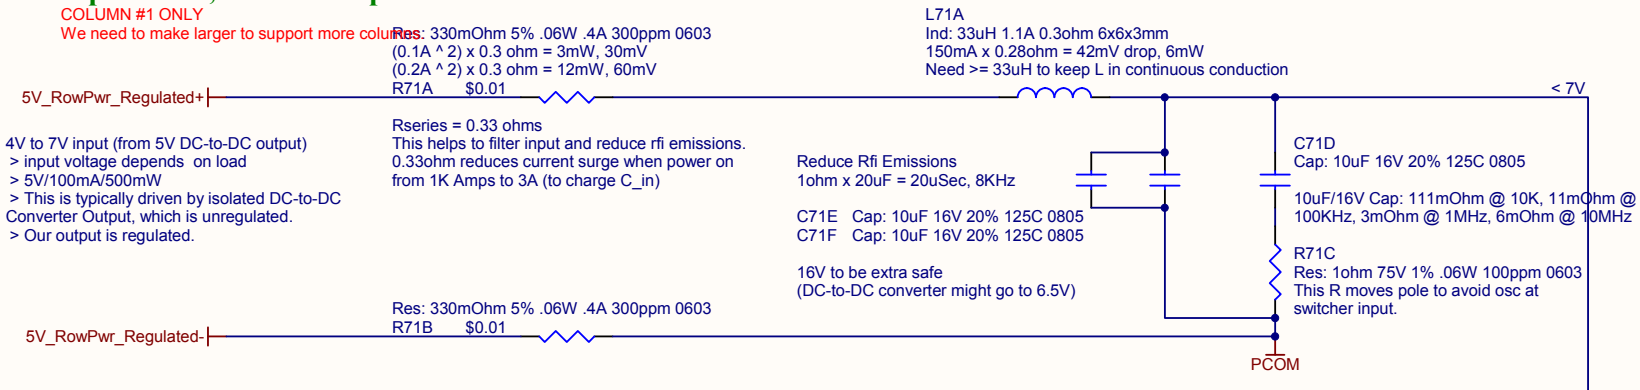 COLUMN #1 ONLY
We need to make larger to support more columns.
Res: 330mOhm 5% .06W .4A 300ppm 0603
(0.1A ^ 2) x 0.3 ohm = 3mW, 30mV
(0.2A ^ 2) x 0.3 ohm = 12mW, 60mV
R71A $0.01
L71A
Ind: 33uH 1.1A 0.3ohm 6x6x3mm
150mA x 0.28ohm = 42mV drop, 6mW
Need >= 33uH to keep L in continuous conduction
< 7V
5V_RowPwr_Regulated+
4V to 7V input (from 5V DC-to-DC output)
> input voltage depends on load
> 5V/100mA/500mW
> This is typically driven by isolated DC-to-DC
Converter Output, which is unregulated.
> Our output is regulated.
Rseries = 0.33 ohms
This helps to filter input and reduce rfi emissions.
0.33ohm reduces current surge when power on
from 1K Amps to 3A (to charge C_in)
Reduce Rfi Emissions
1ohm x 20uF = 20uSec, 8KHz
C71E Cap: 10uF 16V 20% 125C 0805
C71F Cap: 10uF 16V 20% 125C 0805
16V to be extra safe
(DC-to-DC converter might go to 6.5V)
C71D
Cap: 10uF 16V 20% 125C 0805
10uF/16V Cap: 111mOhm @ 10K, 11mOhm @
100KHz, 3mOhm @ 1MHz, 6mOhm @ 10MHz
R71C
Res: 1ohm 75V 1% .06W 100ppm 0603
This R moves pole to avoid osc at
switcher input.
Res: 330mOhm 5% .06W .4A 300ppm 0603
R71B $0.01
5V_RowPwr_Regulated-
PCOM